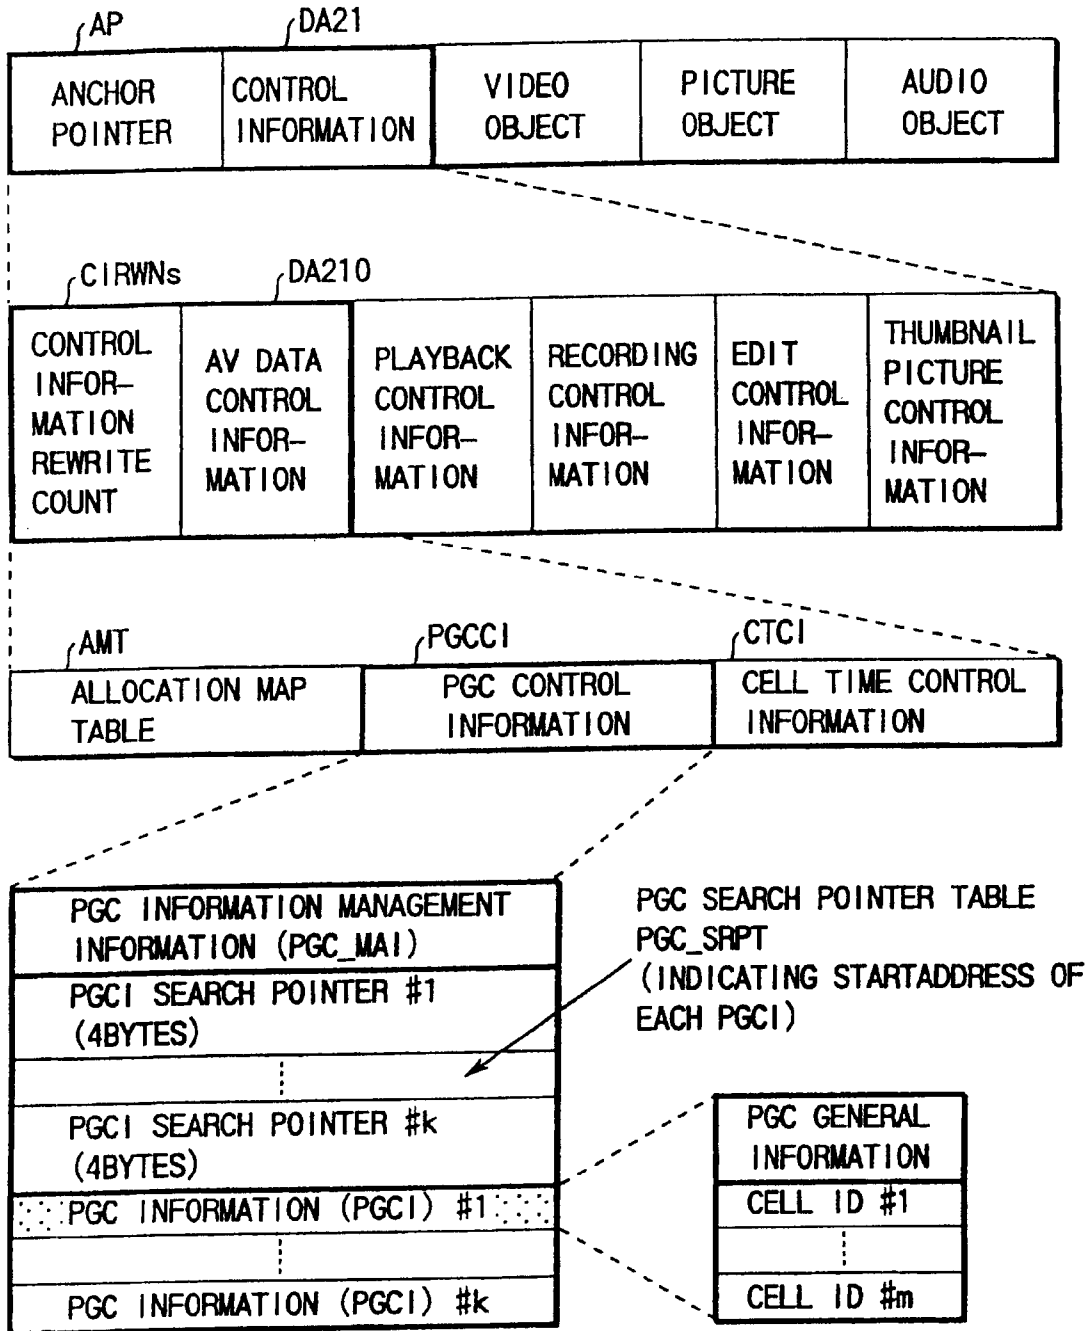 AP
DA21
ANCHOR
POINTER
CONTROL
INFORMATION
VIDEO
OBJECT
PICTURE
OBJECT
AUDIO
OBJECT
CIRWNs
DA210
CONTROL
INFOR-
MATION
REWRITE
COUNT
AV DATA
CONTROL
INFOR-
MATION
PLAYBACK
CONTROL
INFOR-
MATION
RECORDING
CONTROL
INFOR-
MATION
EDIT
CONTROL
INFOR-
MATION
THUMBNAIL
PICTURE
CONTROL
INFOR-
MATION
AMT
PGCCI
CTCI
ALLOCATION MAP
TABLE
PGC CONTROL
INFORMATION
CELL TIME CONTROL
INFORMATION
PGC INFORMATION MANAGEMENT
INFORMATION (PGC_MAI)
PGCI SEARCH POINTER #1
(4BYTES)
PGCI SEARCH POINTER #k
(4BYTES)
PGC INFORMATION (PGCI) #1
PGC INFORMATION (PGCI) #k
PGC SEARCH POINTER TABLE
PGC_SRPT
(INDICATING STARTADDRESS OF
EACH PGCI)
PGC GENERAL
INFORMATION
CELL ID #1
CELL ID #m